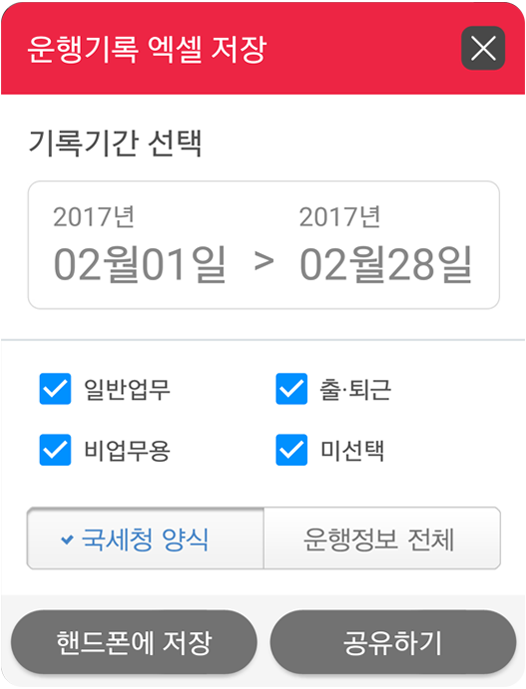 운행기록 엑셀 저장
기록기간 선택
2017년 2017년
02월01일 > 02월28일
일반업무 출·퇴근
비업무용 미선택
국세청 양식 운행정보 전체
핸드폰에 저장 공유하기